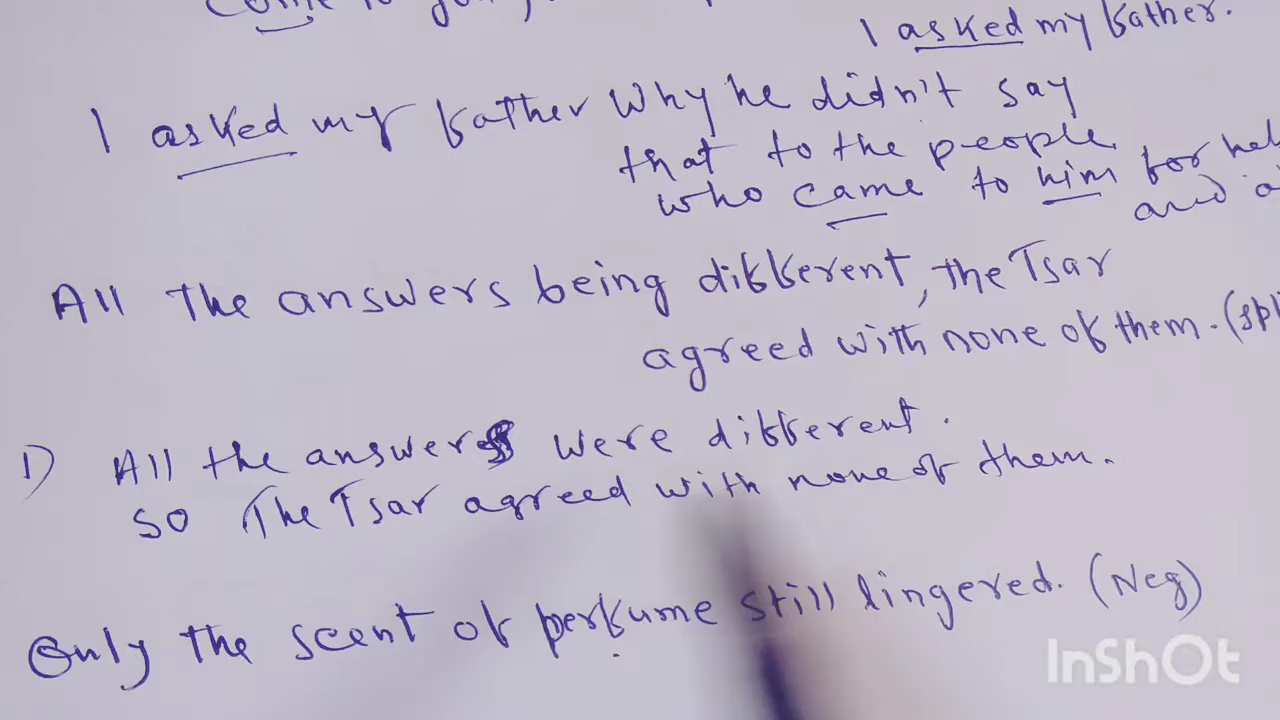 I asked my father.
I asked my father why he didn't say
that to the people
who came to him for
and
All the answers being different, the Tsar
agreed with none of them. (
1) All the answers were different.
So The Tsar agreed with none of them.
Only the scent of perfume still lingered. (Neg)
InShOt